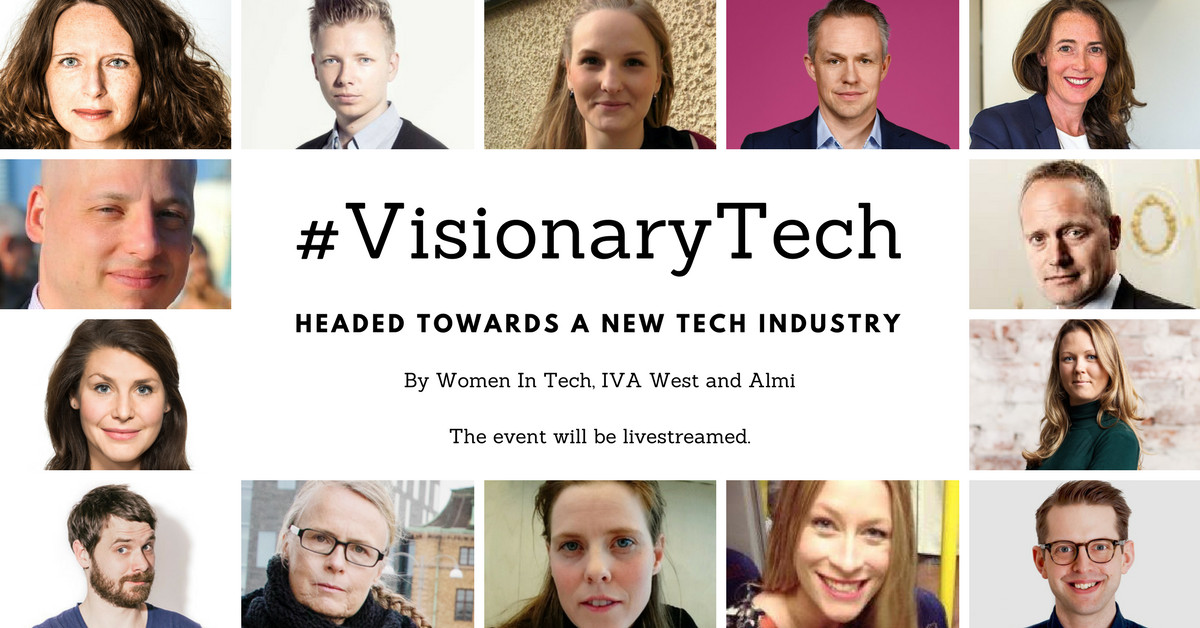 #VisionaryTech
HEADED TOWARDS A NEW TECH INDUSTRY
By Women In Tech, IVA West and Almi
The event will be livestreamed.